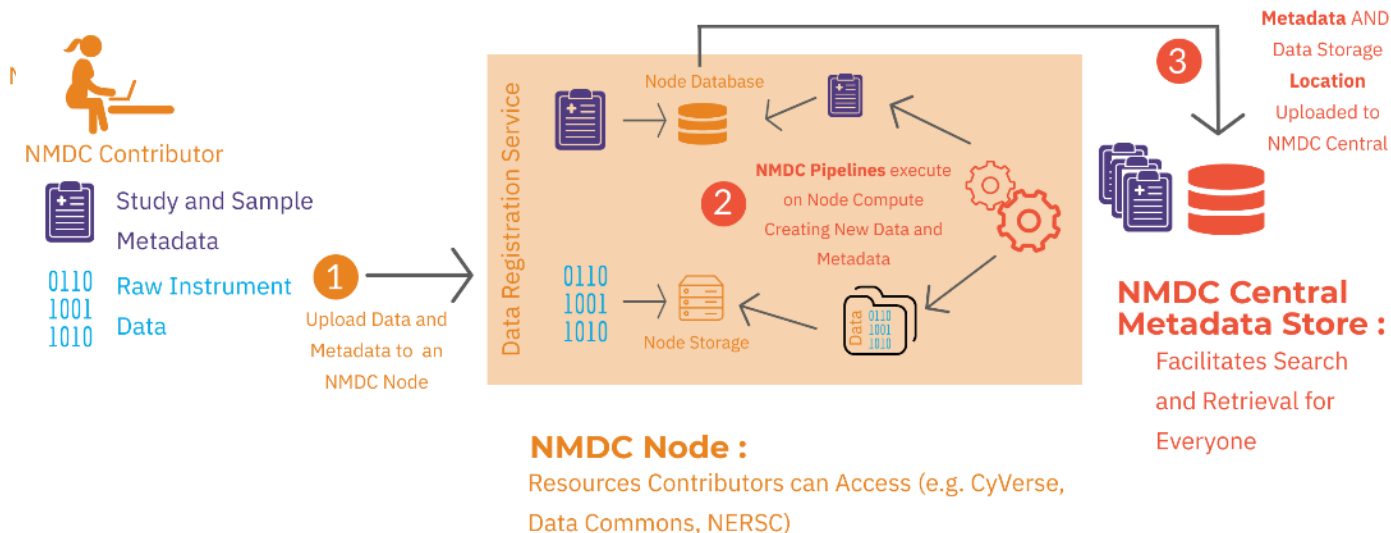 NMDC Contributor
Study and Sample
Metadata
0110
1001
1010
Raw Instrument
Data
1
Upload Data and
Metadata to an
NMDC Node
Data Registration Service
Node Database
2
NMDC Pipelines execute
on Node Compute
Creating New Data and
Metadata
0110
1001
1010
Node Storage
Data
0110
1001
1010
NMDC Node :
Resources Contributors can Access (e.g. CyVerse,
Data Commons, NERSC)
3
Metadata AND
Data Storage
Location
Uploaded to
NMDC Central
NMDC Central
Metadata Store :
Facilitates Search
and Retrieval for
Everyone